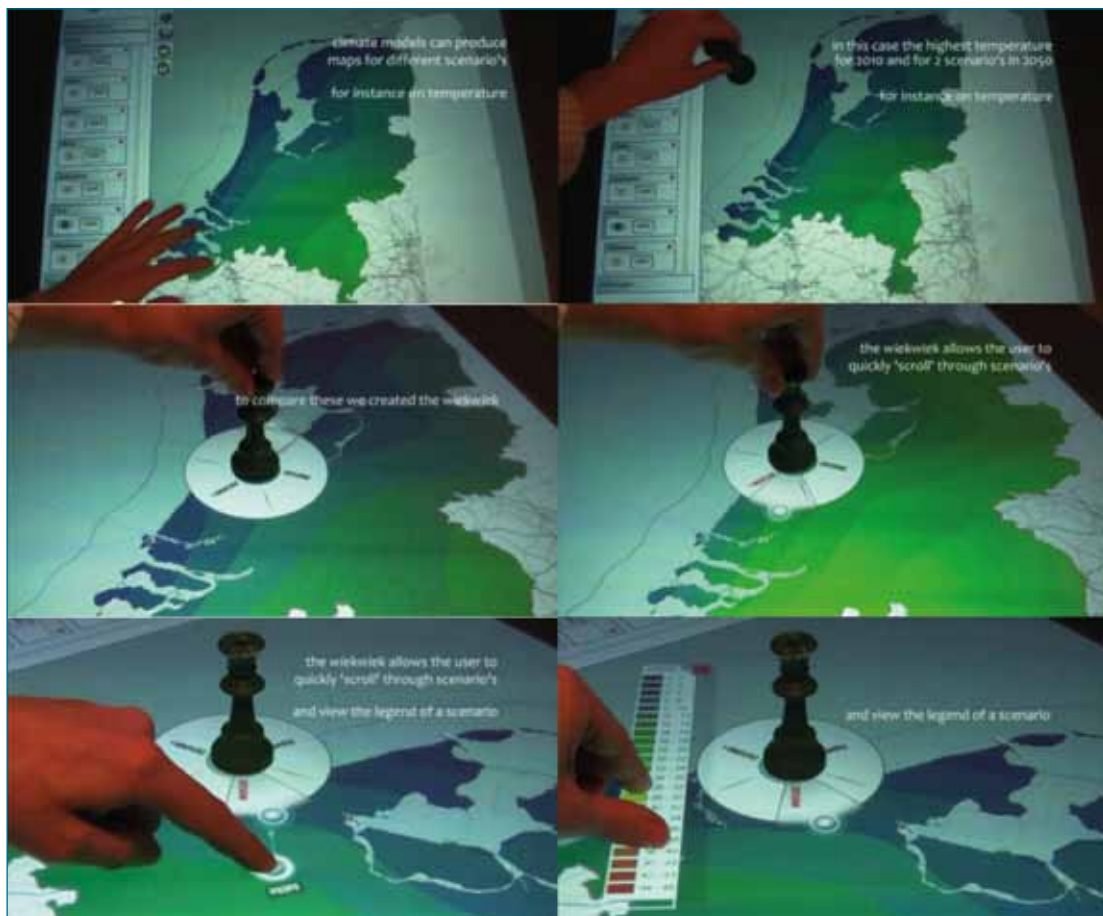 climate models can produce
maps for different scenario's
for instance on temperature
in this case the highest temperature
for 2010 and for 2 scenario's in 2050
for instance on temperature
to compare these we created the wiekwiek
the wiekwiek allows the user to
quickly 'scroll' through scenario's
the wiekwiek allows the user to
quickly 'scroll' through scenario's
and view the legend of a scenario
and view the legend of a scenario